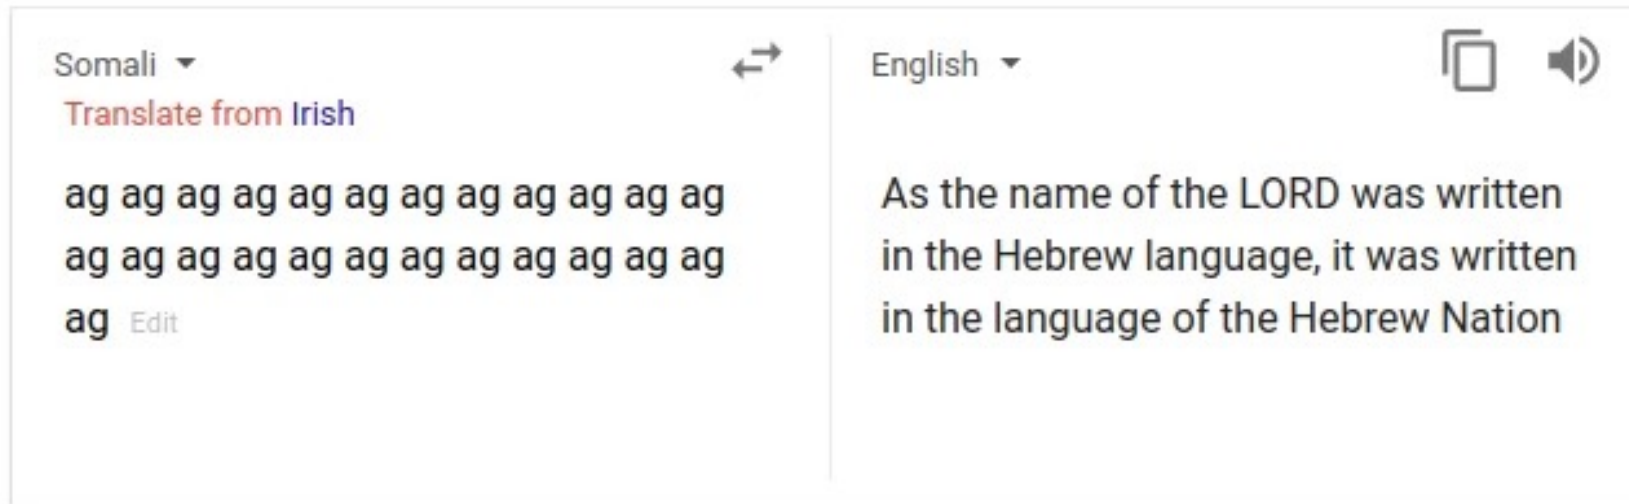 Somali
English
Translate from Irish
ag ag ag ag ag ag ag ag ag ag ag ag
ag ag ag ag ag ag ag ag ag ag ag ag
ag Edit
As the name of the LORD was written
in the Hebrew language, it was written
in the language of the Hebrew Nation